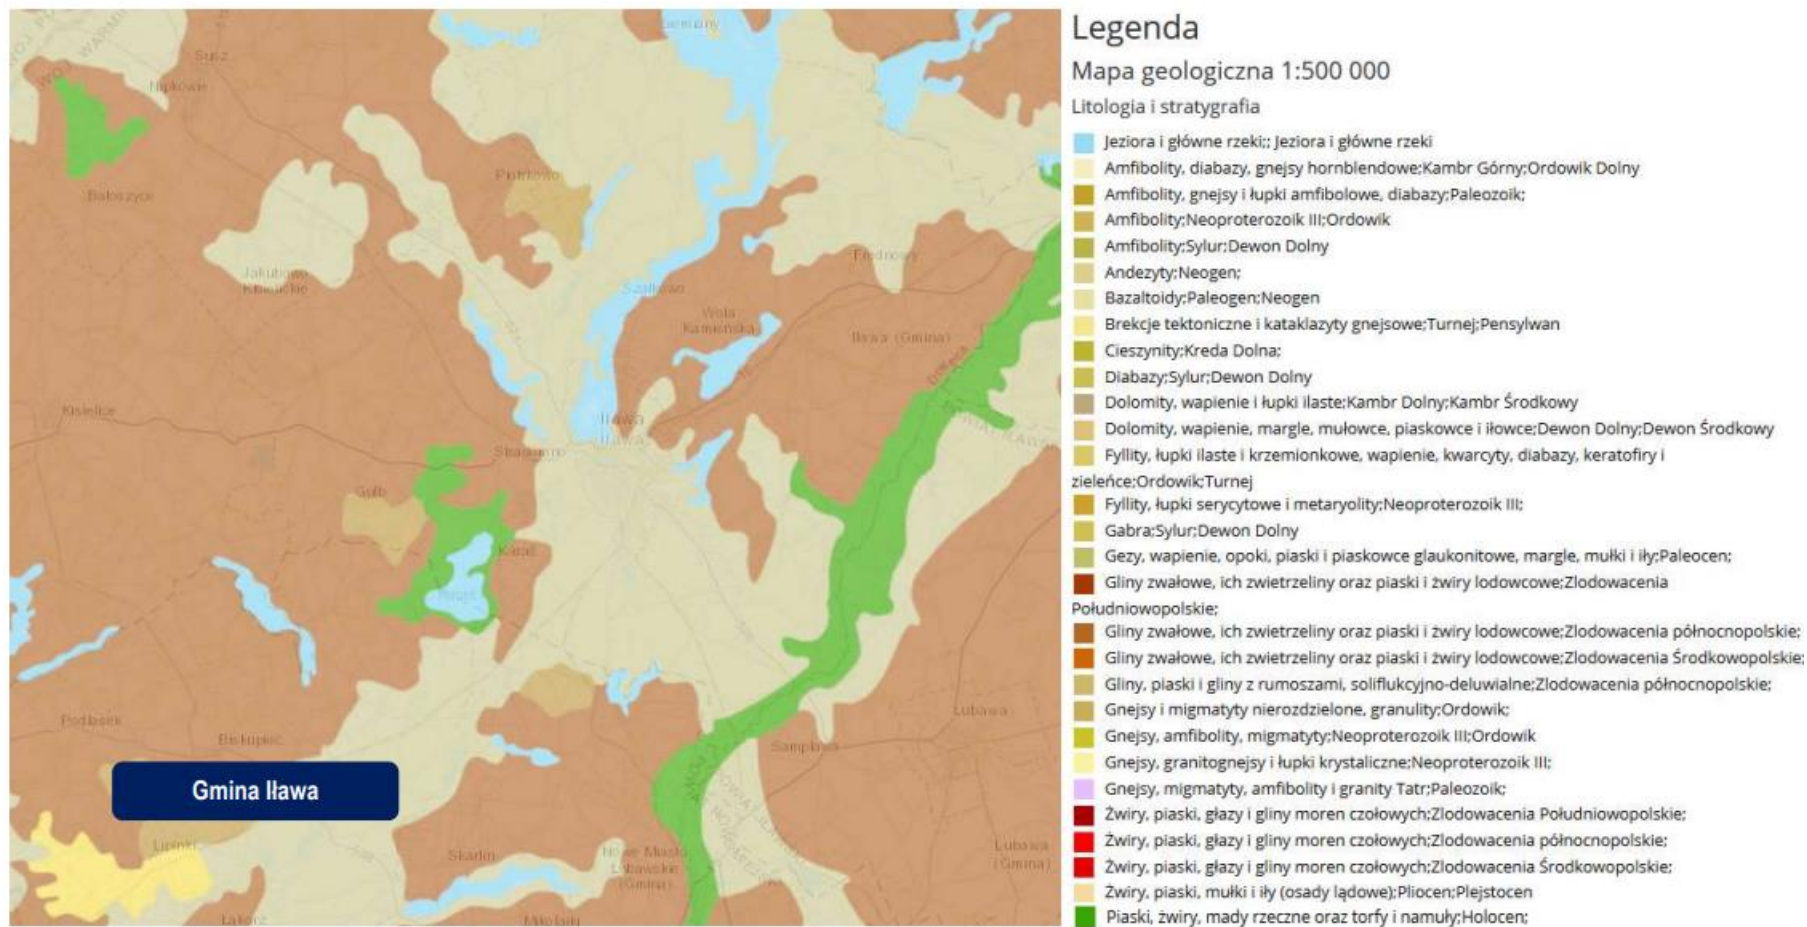 Legenda
Mapa geologiczna 1:500 000
Litologia i stratygrafia
Jeziora i główne rzeki;; Jeziora i główne rzeki
Amfibolity, diabazy, gnejsy hornblendowe;Kambr Górny;Ordowik Dolny
Amfibolity, gnejsy i łupki amfibolowe, diabazy;Paleozoik;
Amfibolity;Neoproterozoik III;Ordowik
Amfibolity;Sylur;Dewon Dolny
Andezyty;Neogen;
Bazaltoidy;Paleogen;Neogen
Brekcje tektoniczne i kataklazyty gnejsowe;Turnej;Pensylwan
Cieszynity;Kreda Dolna;
Diabazy;Sylur;Dewon Dolny
Dolomity, wapienie i łupki ilaste;Kambr Dolny;Kambr Środkowy
Dolomity, wapienie, margle, mułowce, piaskowce i iłowce;Dewon Dolny;Dewon Środkowy
Fyllity, łupki ilaste i krzemionkowe, wapienie, kwarcyty, diabazy, keratofiry i
zieleńce;Ordowik;Turnej
Fyllity, łupki serycytowe i metaryolity;Neoproterozoik III;
Gabra;Sylur;Dewon Dolny
Gezy, wapienie, opoki, piaski i piaskowce glaukonitowe, margle, mułki i iły;Paleocen;
Gliny zwałowe, ich zwietrzeliny oraz piaski i żwiry lodowcowe;Zlodowacenia
Południowopolskie;
Gliny zwałowe, ich zwietrzeliny oraz piaski i żwiry lodowcowe;Zlodowacenia północnopolskie;
Gliny zwałowe, ich zwietrzeliny oraz piaski i żwiry lodowcowe;Zlodowacenia Środkowopolskie;
Gliny, piaski i gliny z rumoszami, soliflukcyjno-deluwialne;Zlodowacenia północnopolskie;
Gnejsy i migmatyty nierozdzielone, granulity;Ordowik;
Gnejsy, amfibolity, migmatyty;Neoproterozoik III;Ordowik
Gnejsy, granitognejsy i łupki krystaliczne;Neoproterozoik III;
Gnejsy, migmatyty, amfibolity i granity Tatr;Paleozoik;
Żwiry, piaski, głazy i gliny moren czołowych;Zlodowacenia Południowopolskie;
Żwiry, piaski, głazy i gliny moren czołowych;Zlodowacenia północnopolskie;
Żwiry, piaski, głazy i gliny moren czołowych;Zlodowacenia Środkowopolskie;
Żwiry, piaski, mułki i iły (osady lądowe);Pliocen;Plejstocen
Piaski, żwiry, mady rzeczne oraz torfy i namuły;Holocen;
Susz
Nipkowie
Bałoszyce
Piotrkowo
Jakubowo
Kisielickie
Szałkowo
Frednowy
Wola
Kamieńska
Iława (Gmina)
Drwęca
Kisielice
Iława
Iława
Stradomno
Gulb
Karaś
Podlasek
Biskupiec
Sampława
Lubawa
Gmina Iława
Lipinki
Skarlin
Nowe Miasto
Lubawskie
(Gmina)
Lubawa
(Gmina)
Łąkorz
Mikołajki